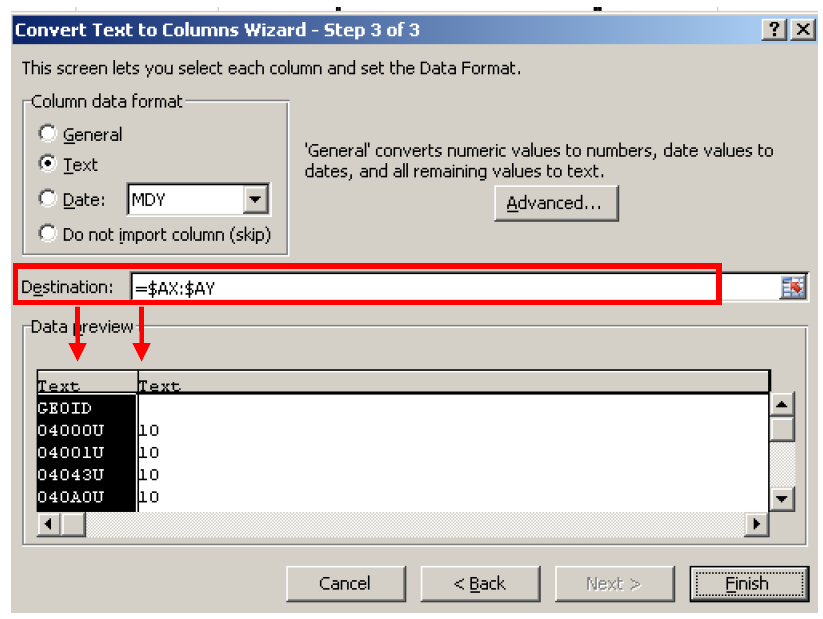 Convert Text to Columns Wizard - Step 3 of 3
This screen lets you select each column and set the Data Format.
Column data format
General
Text
Date: MDY
Do not import column (skip)
'General' converts numeric values to numbers, date values to
dates, and all remaining values to text.
Advanced...
Destination: =$AX:$AY
Data preview
Text Text
GEOID
04000U 10
04001U 10
04043U 10
040A0U 10
Cancel < Back Next > Finish